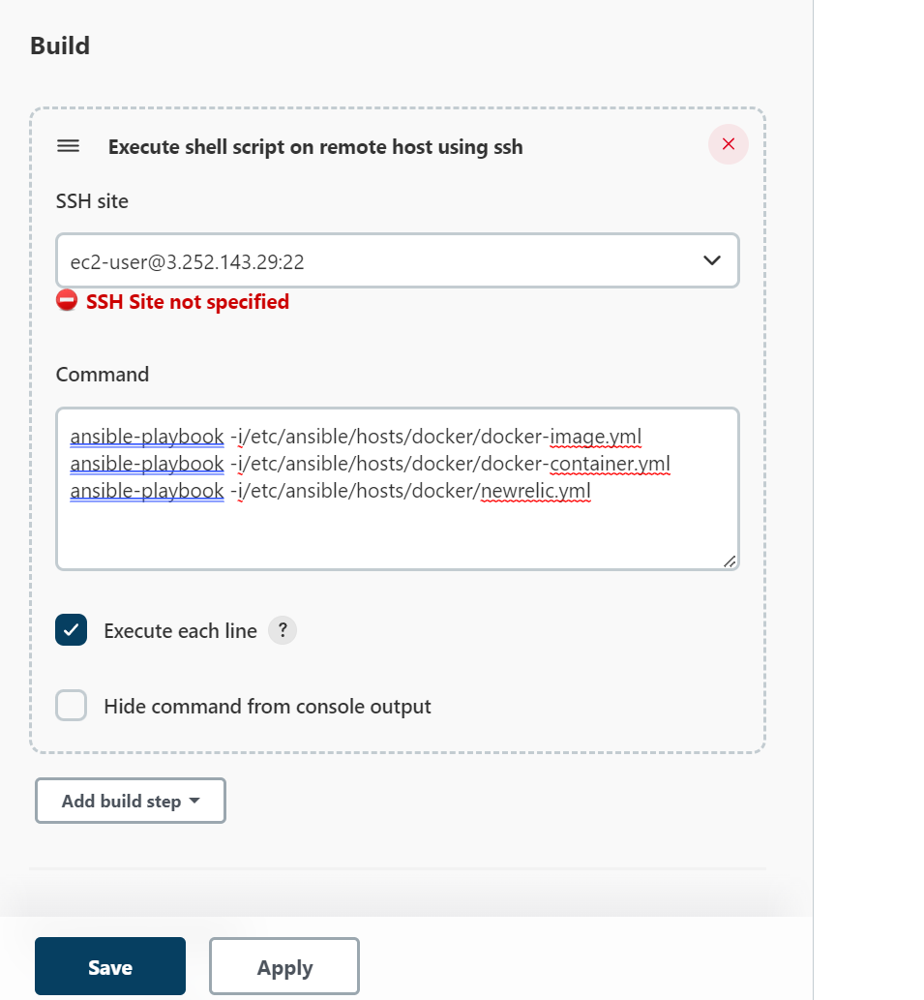 Build
Execute shell script on remote host using ssh
SSH site
ec2-user@3.252.143.29:22
SSH Site not specified
Command
ansible-playbook -i/etc/ansible/hosts/docker/docker-image.yml
ansible-playbook -i/etc/ansible/hosts/docker/docker-container.yml
ansible-playbook -i/etc/ansible/hosts/docker/newrelic.yml
Execute each line ?
Hide command from console output
Add build step
Save Apply